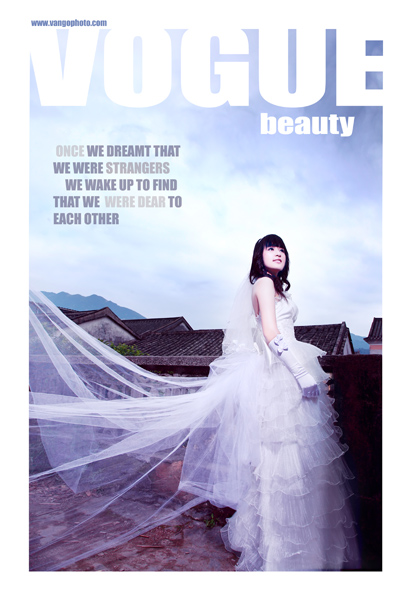 www.vangophoto.com
VOGUE
beauty
ONCE WE DREAMT THAT
WE WERE STRANGERS
WE WAKE UP TO FIND
THAT WE WERE DEAR TO
EACH OTHER